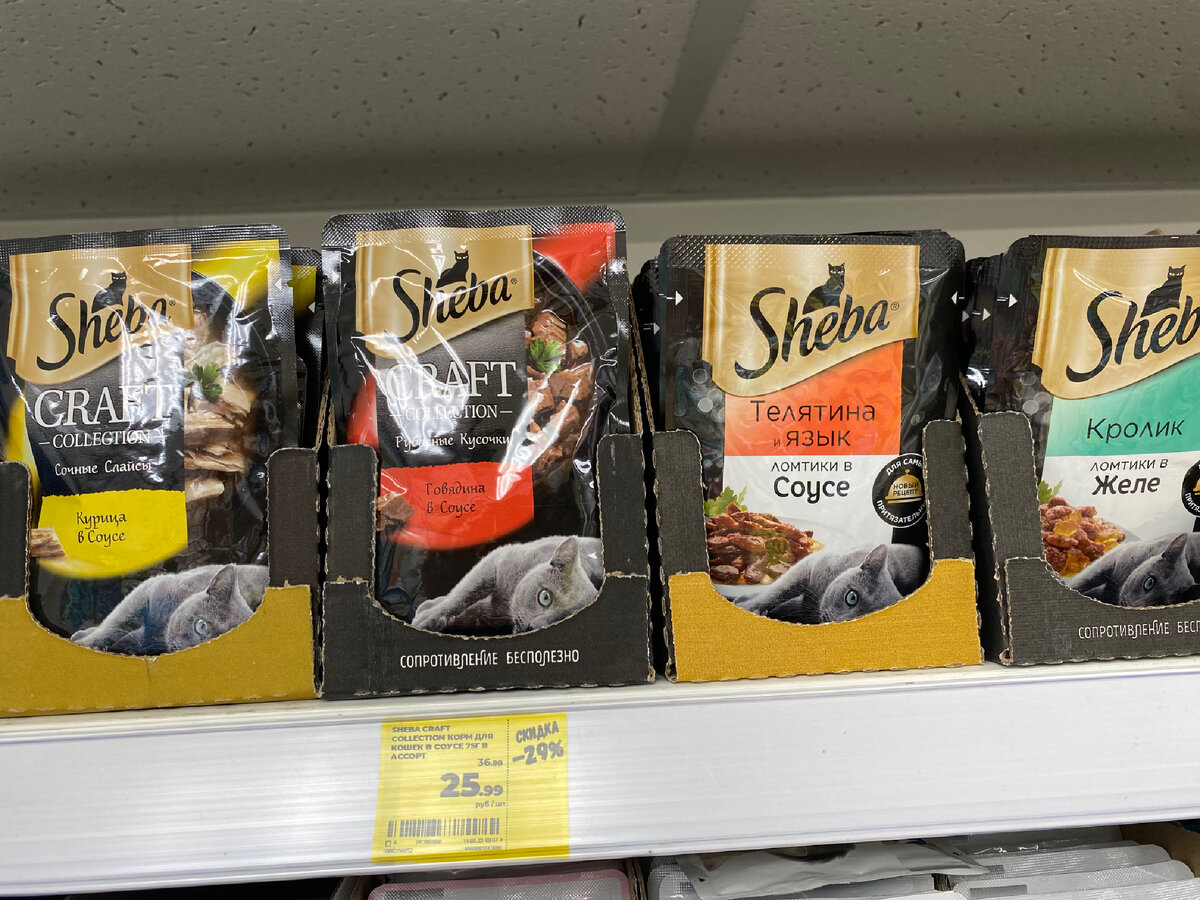 Sheba
CRAFT
COLLECTION
Сочные Слайсы
Курица
в Соусе
Sheba®
CRAFT
COLLECTION
Рубленые Кусочки
Говядина
в Соусе
СОПРОТИВЛЕНИЕ БЕСПОЛЕЗНО
Sheba®
Телятина
и язык
ЛОМТИКИ В
Соусе
НОВЫЙ
РЕЦЕПТ
Sheb
Кролик
ЛОМТИКИ В
Желе
СОПРОТИВЛЕНИЕ БЕСП
SHEBA CRAFT
COLLECTION КОРМ ДЛЯ
КОШЕК В СОУСЕ 75Г В
АССОРТ
36.99
25.99
руб/шт
СКИДКА
-29%